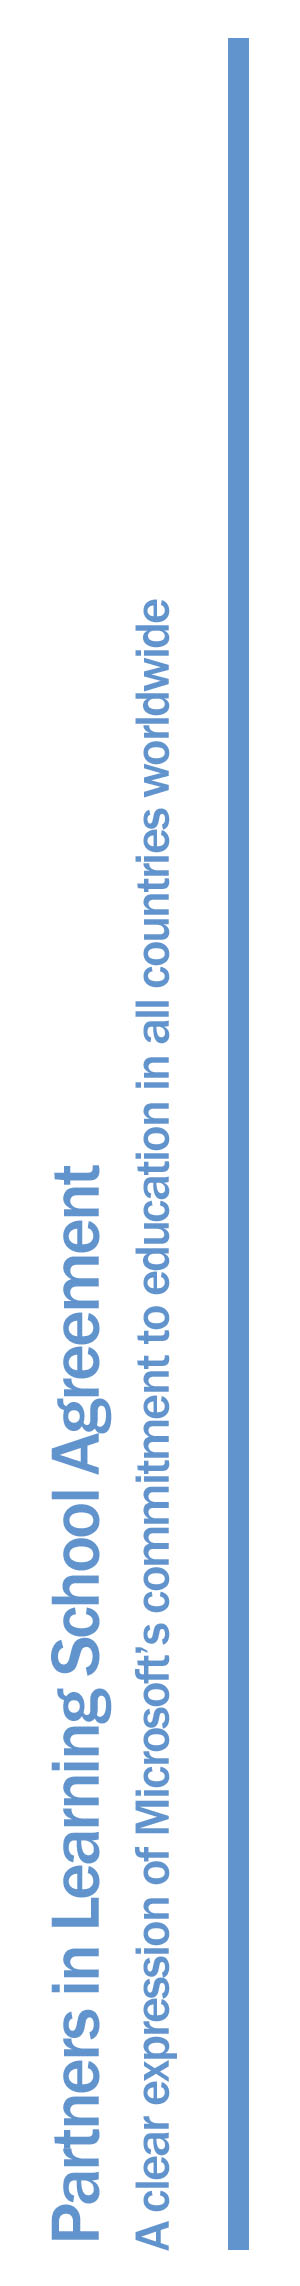 Partners in Learning School Agreement
A clear expression of Microsoft’s commitment to education in all countries worldwide